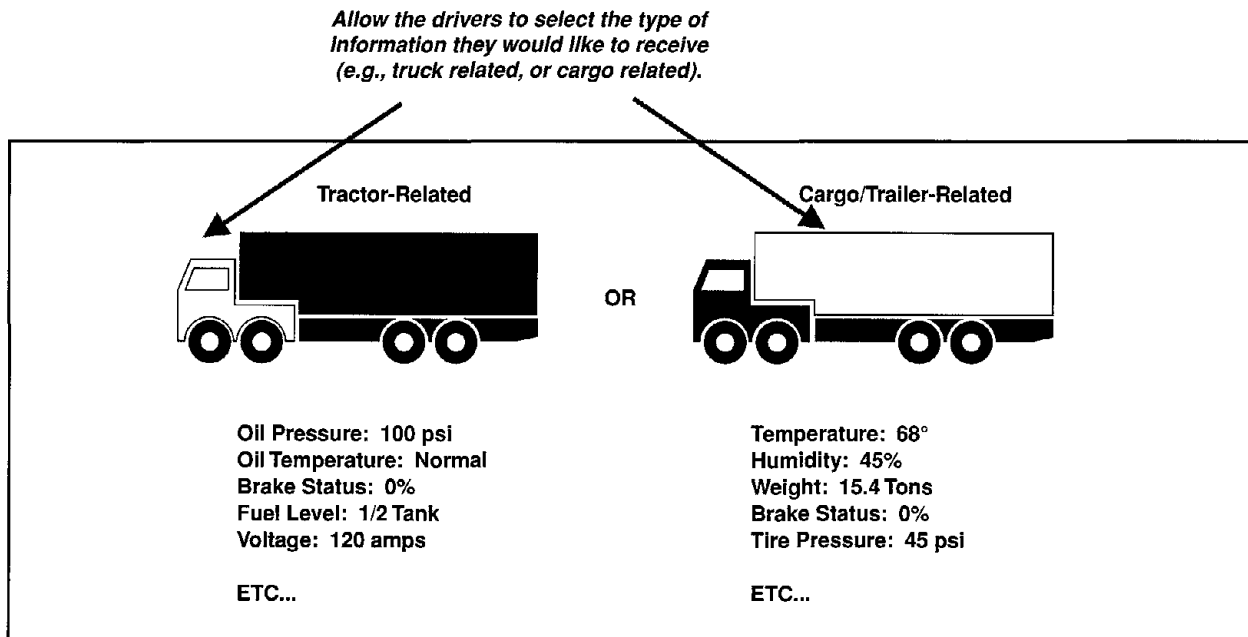 Allow the drivers to select the type of
information they would like to receive
(e.g., truck related, or cargo related).
Tractor-Related
Cargo/Trailer-Related
OR
Oil Pressure: 100 psi
Oil Temperature: Normal
Brake Status: 0%
Fuel Level: 1/2 Tank
Voltage: 120 amps
ETC...
Temperature: 68°
Humidity: 45%
Weight: 15.4 Tons
Brake Status: 0%
Tire Pressure: 45 psi
ETC...